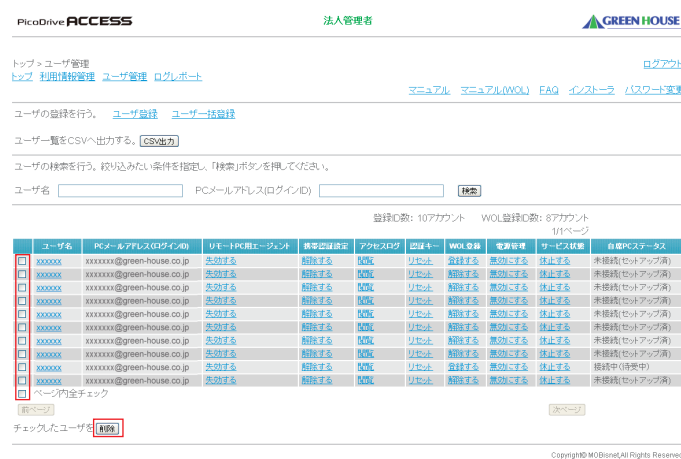 PicoDrive ACCESS 法人管理者 GREEN HOUSE
トップ > ユーザ管理 ログアウト
トップ 利用情報管理 ユーザ管理 ログレポート
マニュアル マニュアル(WOL) FAQ インストーラ パスワード変更
ユーザの登録を行う。 ユーザ登録 ユーザ一括登録
ユーザ一覧をCSVへ出力する。 CSV出力
ユーザの検索を行う。絞り込みたい条件を指定し、「検索」ボタンを押してください。
ユーザ名 PCメールアドレス(ログインID) 検索
登録ID数: 10アカウント WOL登録ID数: 8アカウント
1/1ページ
ユーザ名 PCメールアドレス(ログインID) リモートPC用エージェント 携帯認証設定 アクセスログ 認証キー WOL登録 電源管理 サービス状態 自席PCステータス
xxxxxx xxxxxxx@green-house.co.jp 失効する 解除する 閲覧 リセット 登録する 無効にする 休止する 未接続(セットアップ済)
xxxxxx xxxxxxx@green-house.co.jp 失効する 解除する 閲覧 リセット 解除する 無効にする 休止する 未接続(セットアップ済)
xxxxxx xxxxxxx@green-house.co.jp 失効する 解除する 閲覧 リセット 解除する 無効にする 休止する 未接続(セットアップ済)
xxxxxx xxxxxxx@green-house.co.jp 失効する 解除する 閲覧 リセット 解除する 無効にする 休止する 未接続(セットアップ済)
xxxxxx xxxxxxx@green-house.co.jp 失効する 解除する 閲覧 リセット 解除する 無効にする 休止する 未接続(セットアップ済)
xxxxxx xxxxxxx@green-house.co.jp 失効する 解除する 閲覧 リセット 解除する 無効にする 休止する 未接続(セットアップ済)
xxxxxx xxxxxxx@green-house.co.jp 失効する 解除する 閲覧 リセット 解除する 無効にする 休止する 未接続(セットアップ済)
xxxxxx xxxxxxx@green-house.co.jp 失効する 解除する 閲覧 リセット 解除する 無効にする 休止する 未接続(セットアップ済)
xxxxxx xxxxxxx@green-house.co.jp 失効する 解除する 閲覧 リセット 登録する 無効にする 休止する 接続中(待受中)
xxxxxx xxxxxxx@green-house.co.jp 失効する 解除する 閲覧 リセット 解除する 無効にする 休止する 未接続(セットアップ済)
ページ内全チェック
前ページ 次ページ
チェックしたユーザを 削除
Copyright© MOBisnet,All Rights Reserved